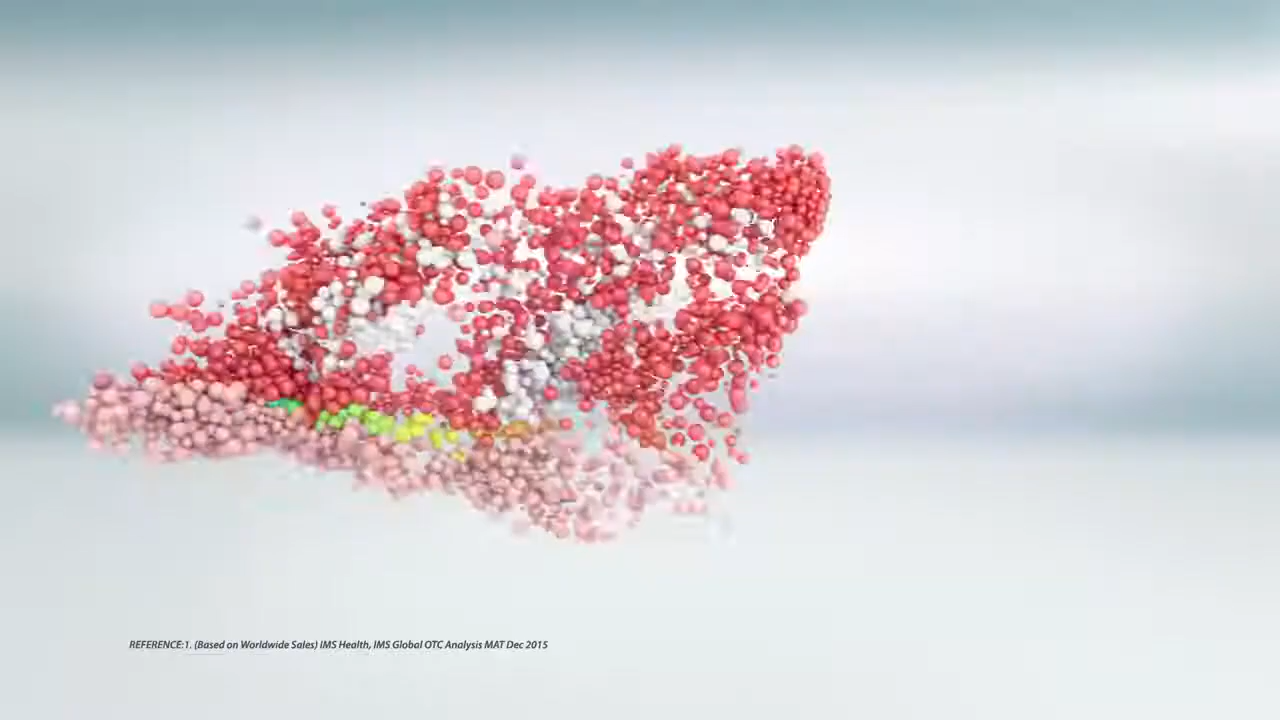 REFERENCE:1. (Based on Worldwide Sales) IMS Health, IMS Global OTC Analysis MAT Dec 2015